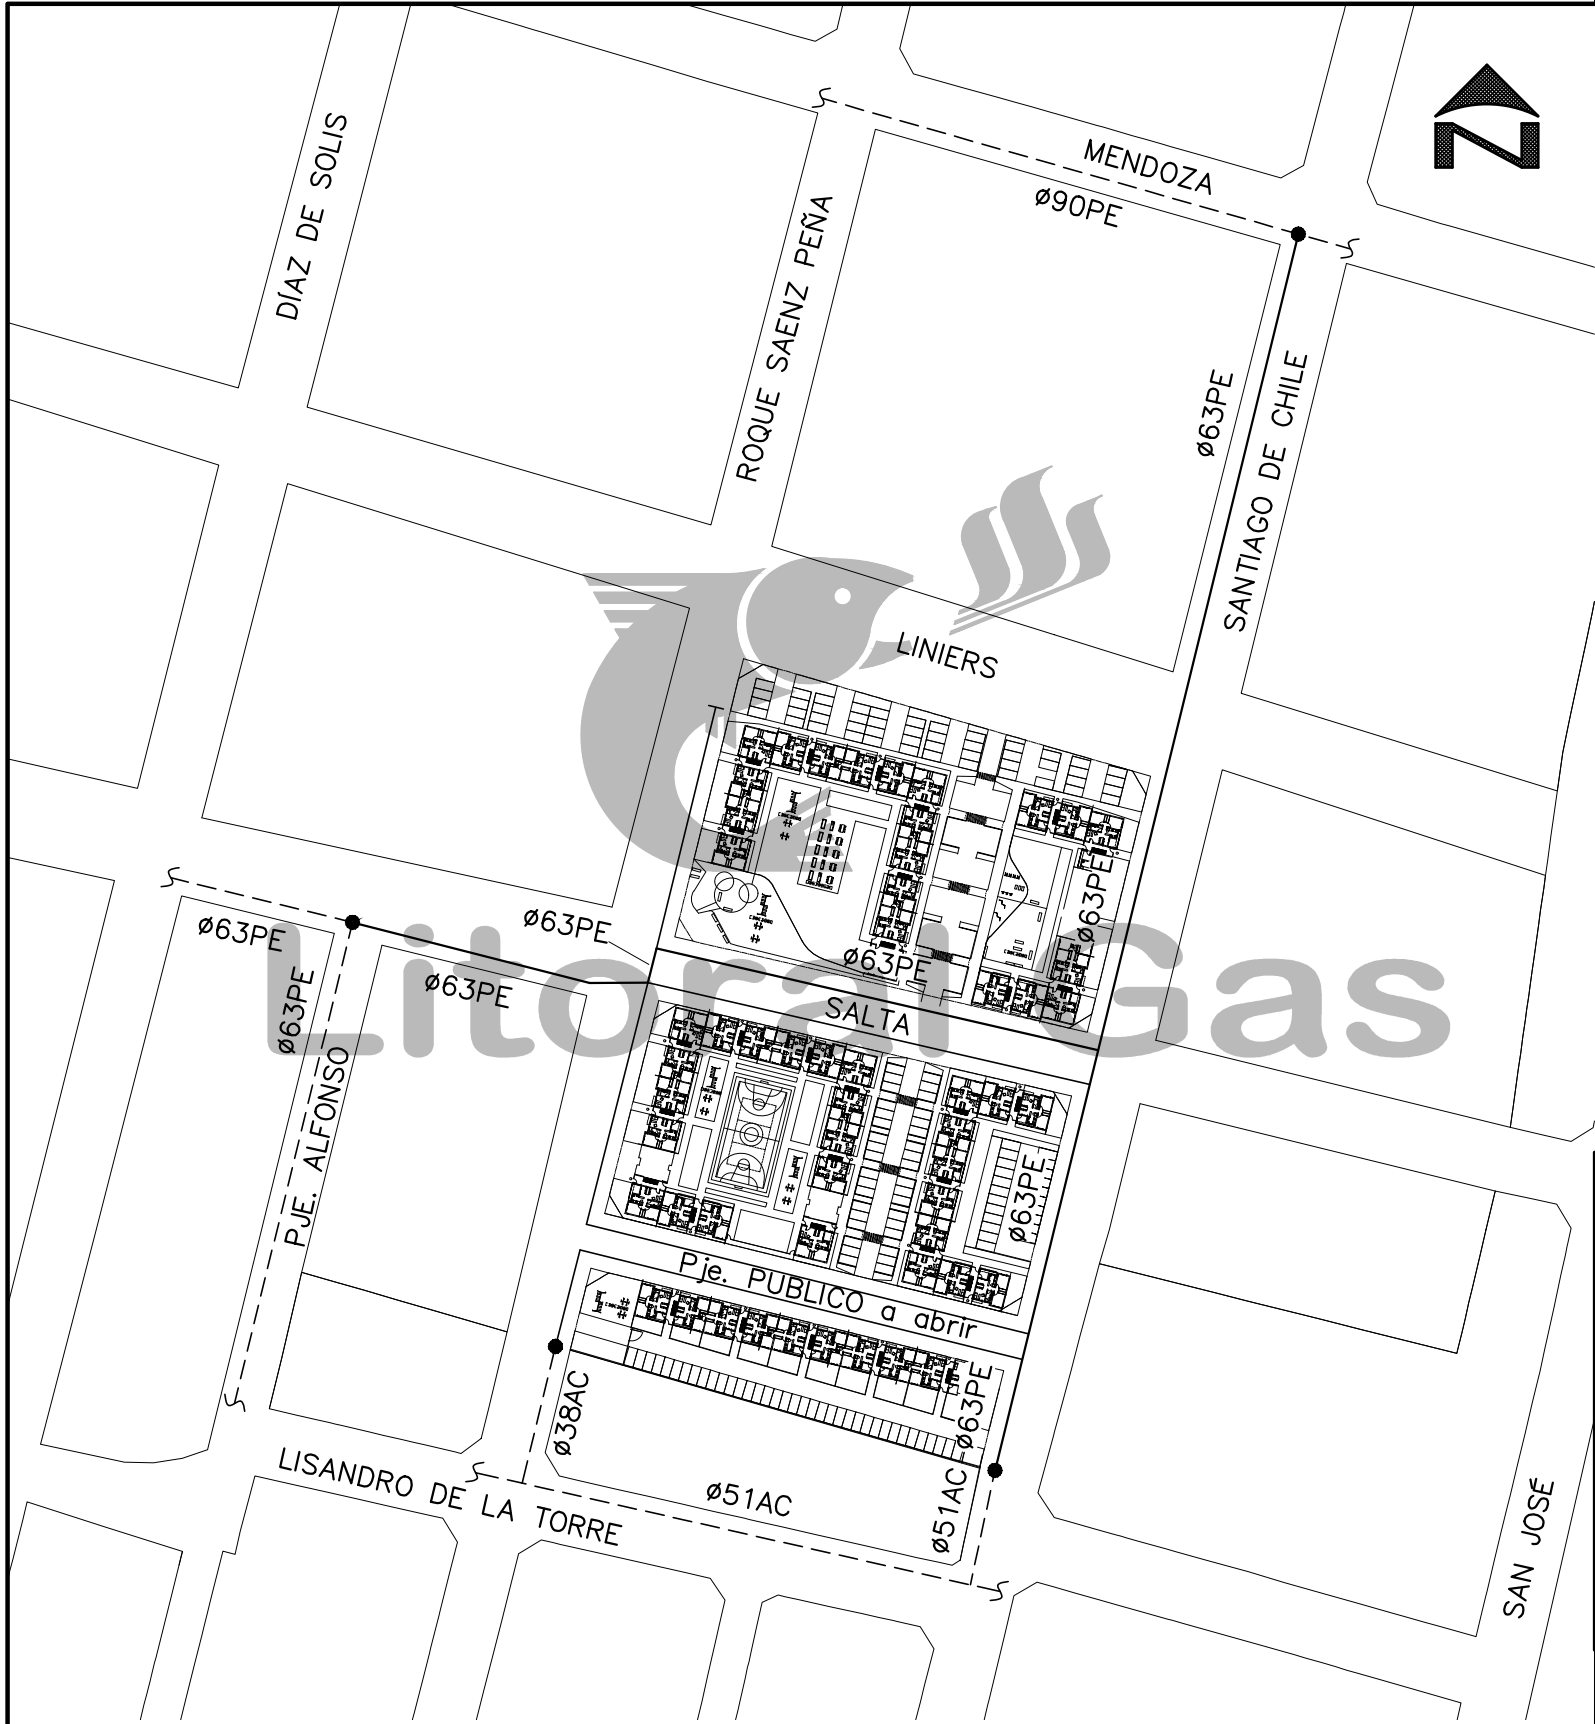 MENDOZA
ø90PE
DÍAZ DE SOLIS
ROQUE SAENZ PEÑA
ø63PE
SANTIAGO DE CHILE
LINIERS
ø63PE
ø63PE
ø63PE
ø63PE
ø63PE
ø63PE
Litoral Gas
SALTA
PJE. ALFONSO
ø63PE
Pje. PUBLICO a abrir
ø63PE
ø38AC
LISANDRO DE LA TORRE
ø51AC
ø51AC
SAN JOSÉ
N